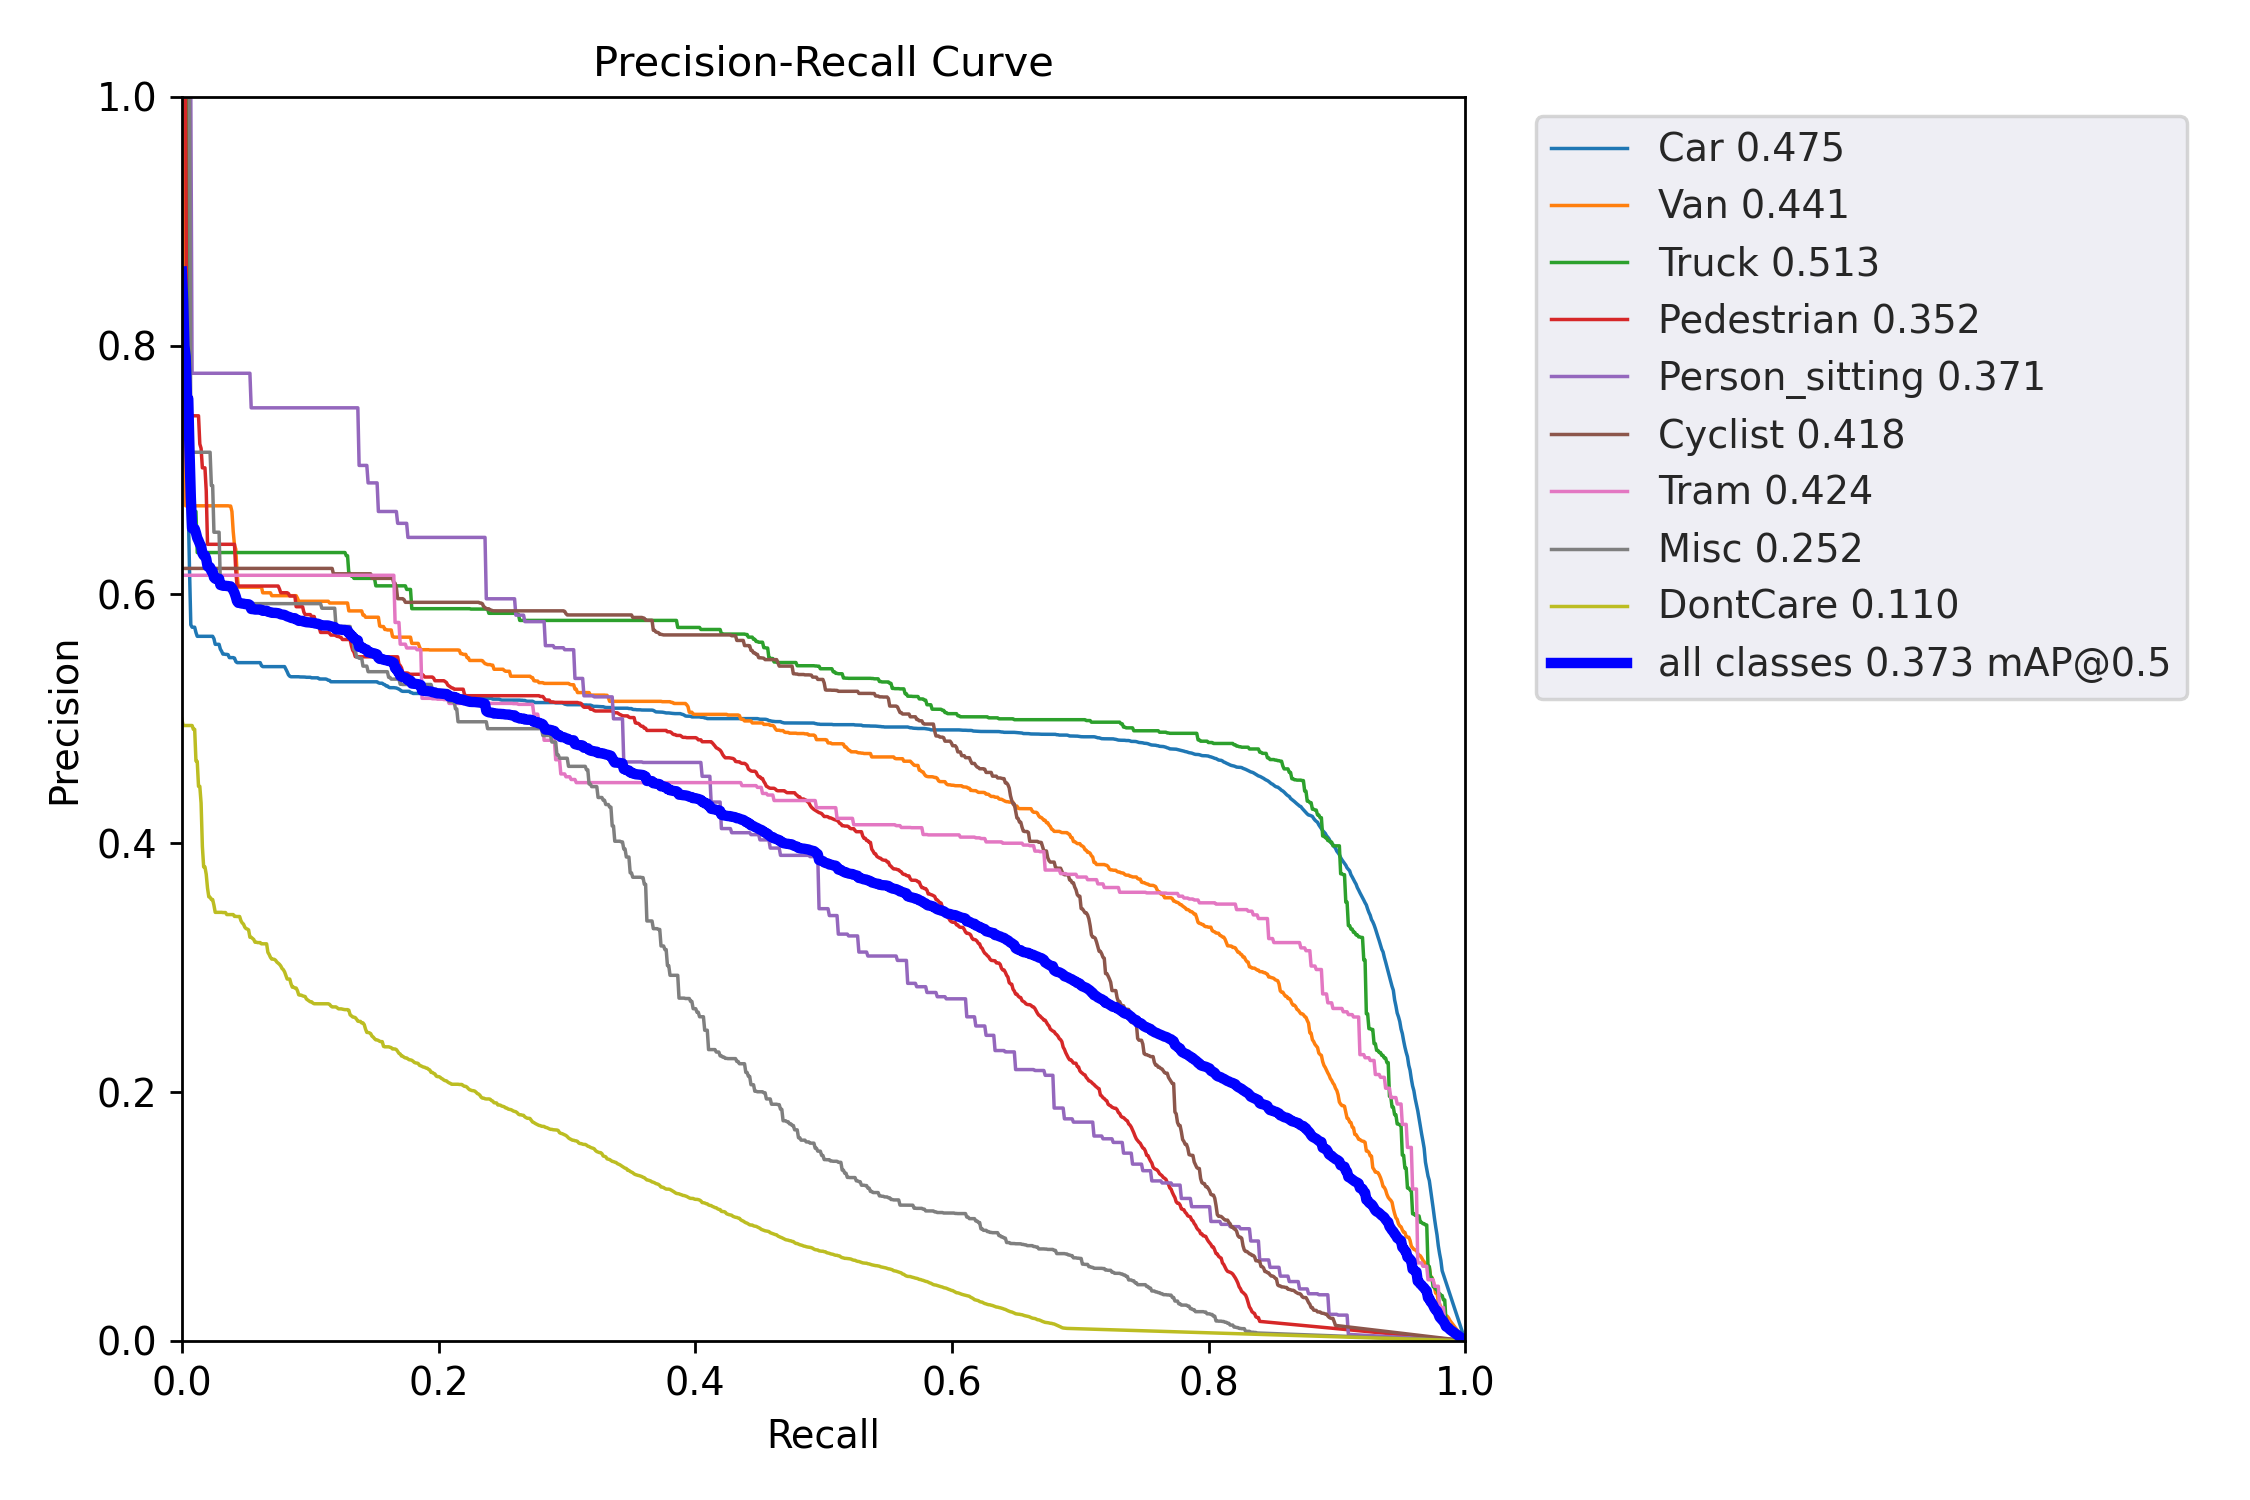 Precision-Recall Curve
1.0
0.8
0.6
0.4
0.2
0.0
Precision
0.0 0.2 0.4 0.6 0.8 1.0
Recall
Car 0.475
Van 0.441
Truck 0.513
Pedestrian 0.352
Person_sitting 0.371
Cyclist 0.418
Tram 0.424
Misc 0.252
DontCare 0.110
all classes 0.373 mAP@0.5